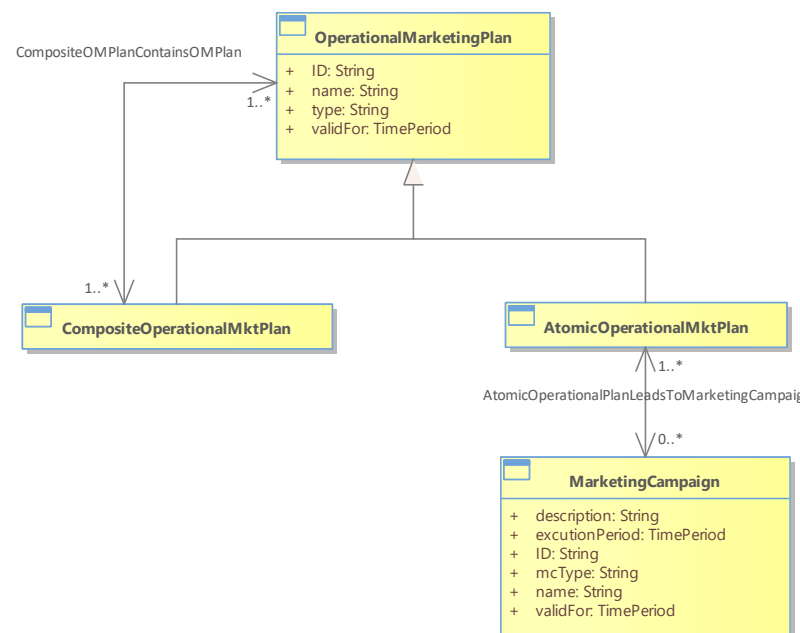 OperationalMarketingPlan
CompositeOMPlanContainsOMPlan
+ ID: String
+ name: String
1..*
+ type: String
+ validFor: TimePeriod
1..*
CompositeOperationalMktPlan
AtomicOperationalMktPlan
1..*
AtomicOperationalPlanLeadsToMarketingCampaig
0..*
MarketingCampaign
+ description: String
+ excutionPeriod: TimePeriod
+ ID: String
+ mcType: String
+ name: String
+ validFor: TimePeriod